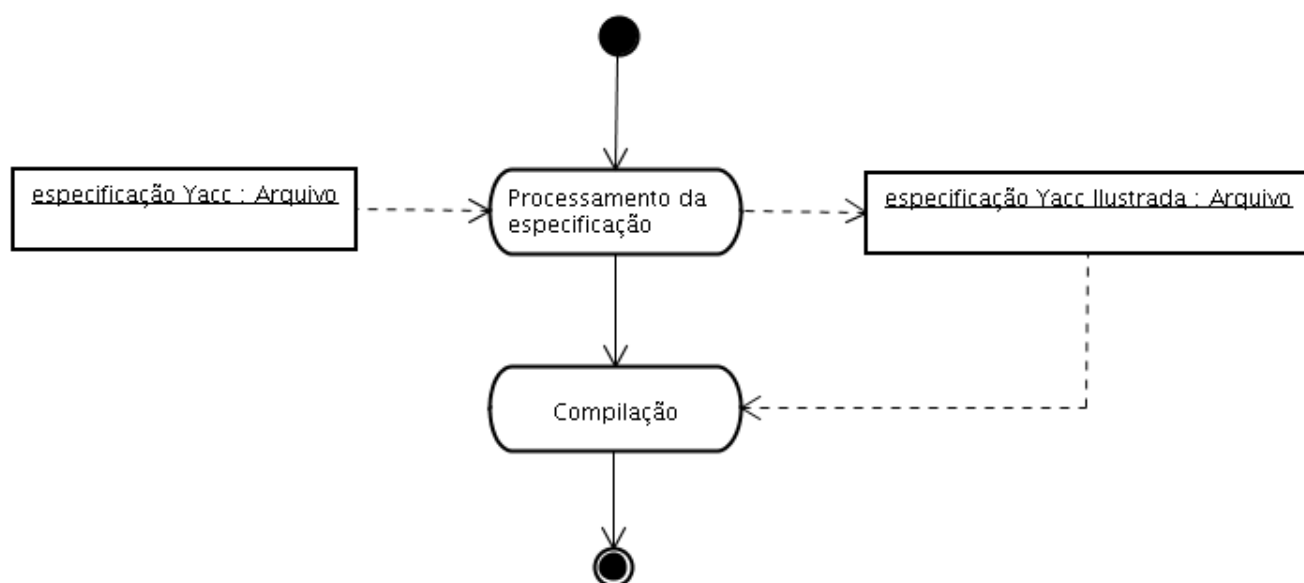 especificação Yacc : Arquivo
Processamento da
especificação
especificação Yacc Ilustrada : Arquivo
Compilação